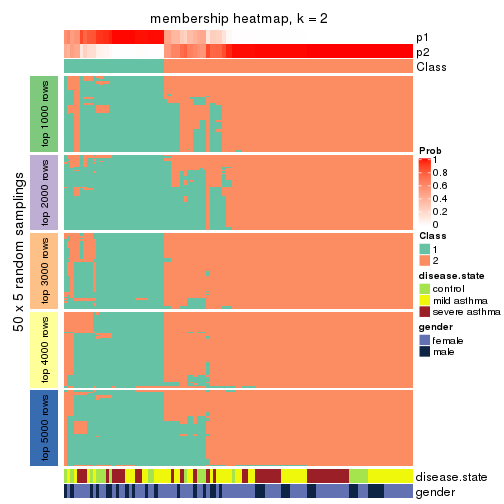 membership heatmap, k = 2
p1
p2
Class
50 x 5 random samplings
top 1000 rows
top 2000 rows
top 3000 rows
top 4000 rows
top 5000 rows
Prob
1
0.8
0.6
0.4
0.2
0
Class
1
2
disease.state
control
mild asthma
severe asthma
gender
female
male
disease.state
gender